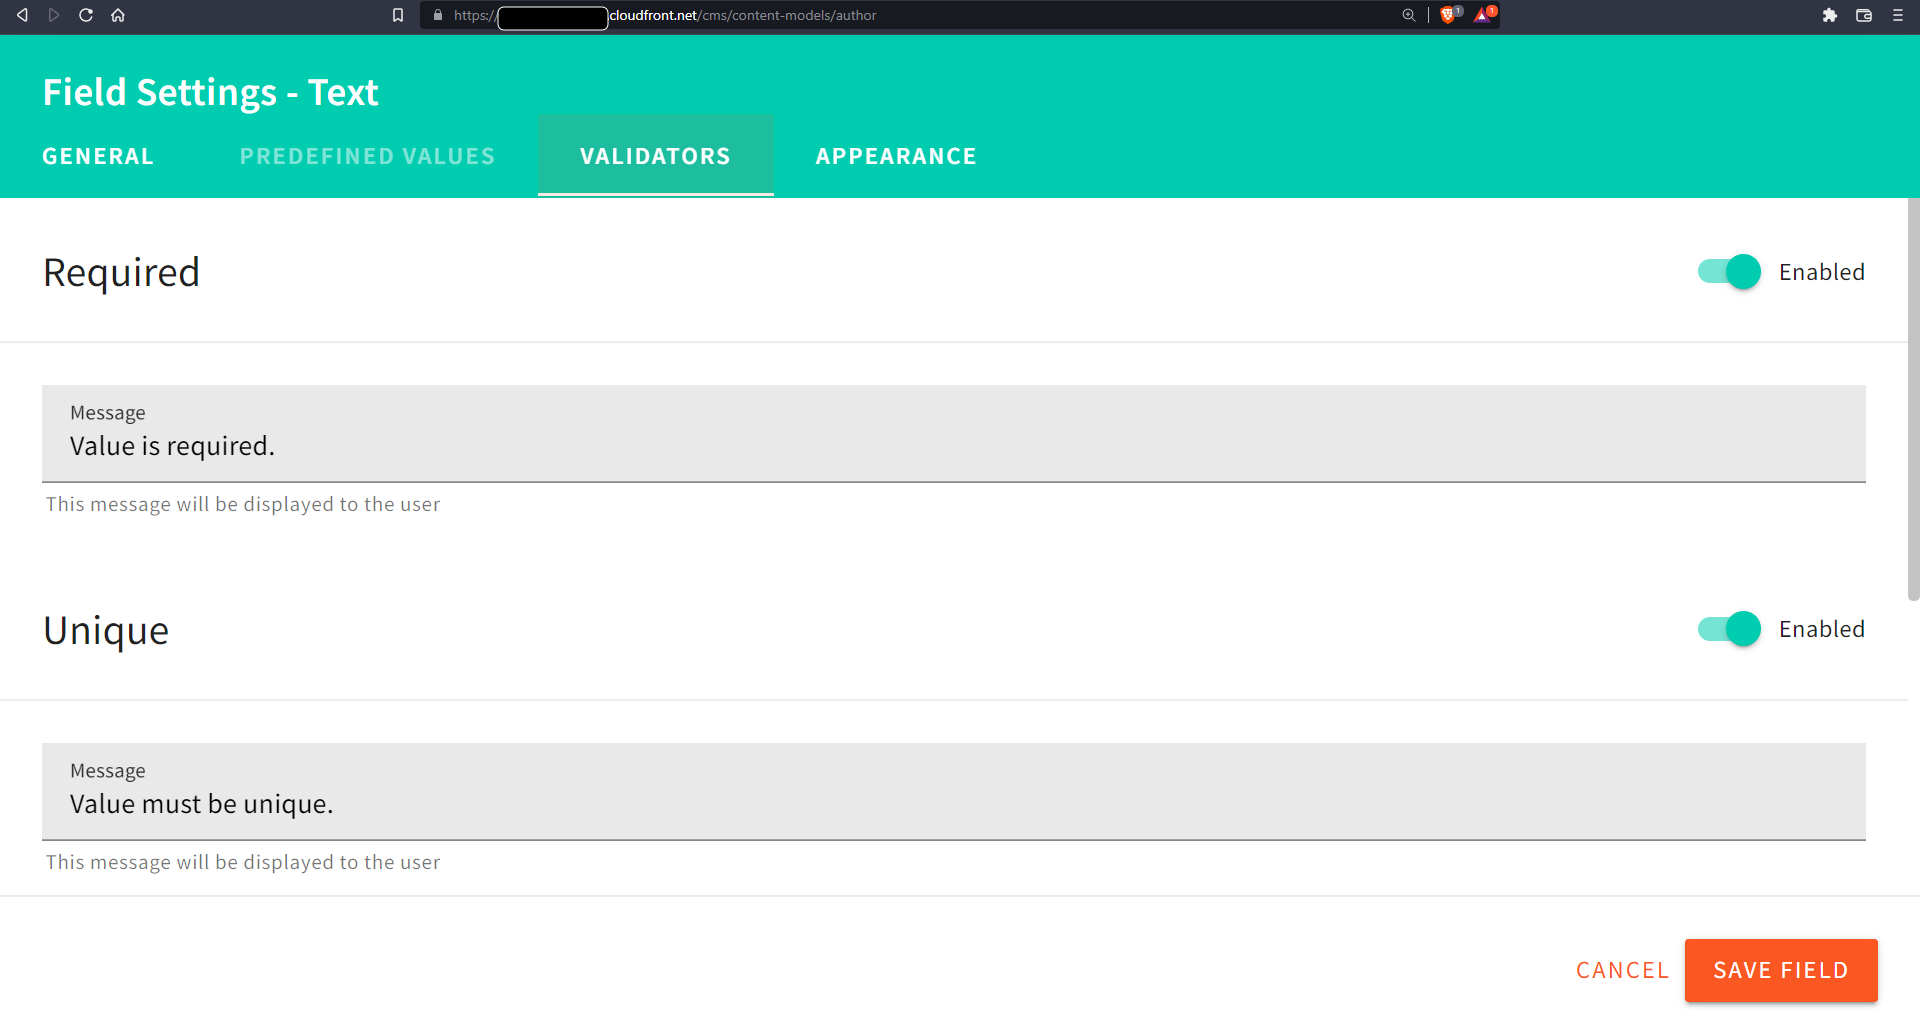 https:// cloudfront.net/cms/content-models/author
1
1
Field Settings - Text
GENERAL PREDEFINED VALUES VALIDATORS APPEARANCE
Required
Enabled
Message
Value is required.
This message will be displayed to the user
Unique
Enabled
Message
Value must be unique.
This message will be displayed to the user
CANCEL SAVE FIELD